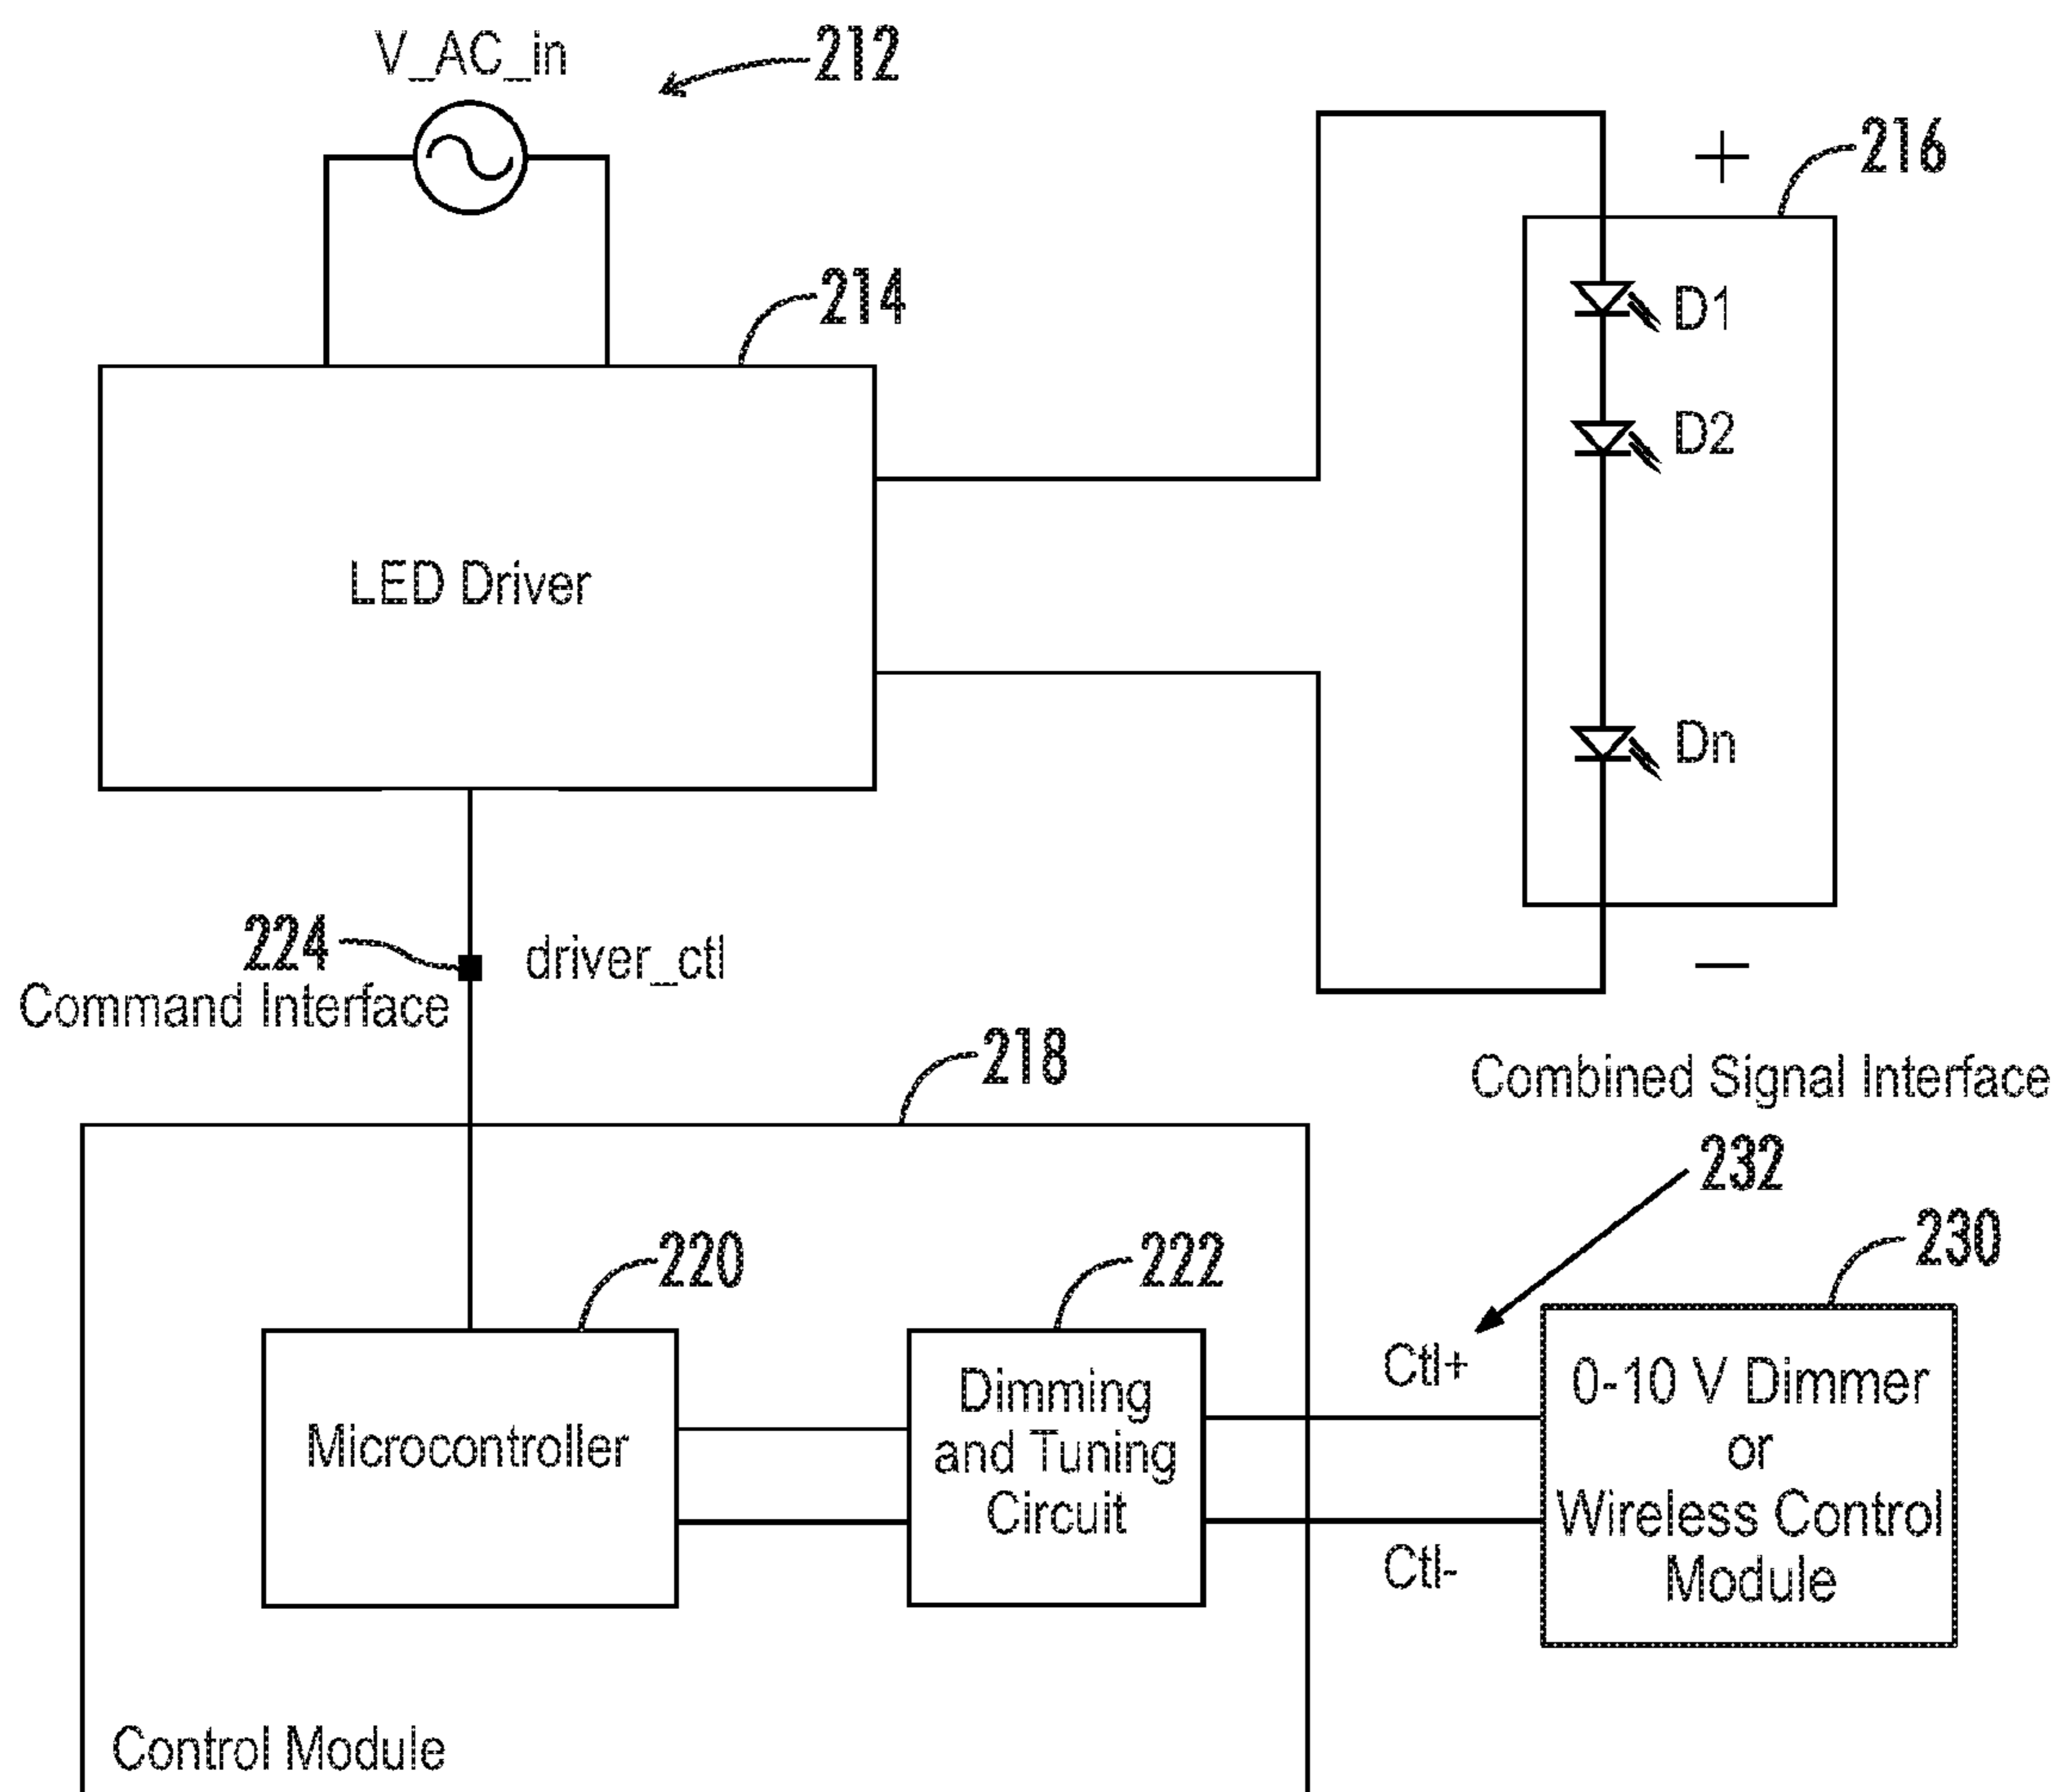 V_AC_in
212
+
216
214
D1
D2
LED Driver
Dn
224
driver_ctl
Command Interface
−
218
Combined Signal Interface
232
230
220
222
Ctl+
Microcontroller
Dimming
and Tuning
Circuit
0-10 V Dimmer
or
Wireless Control
Module
Ctl-
Control Module